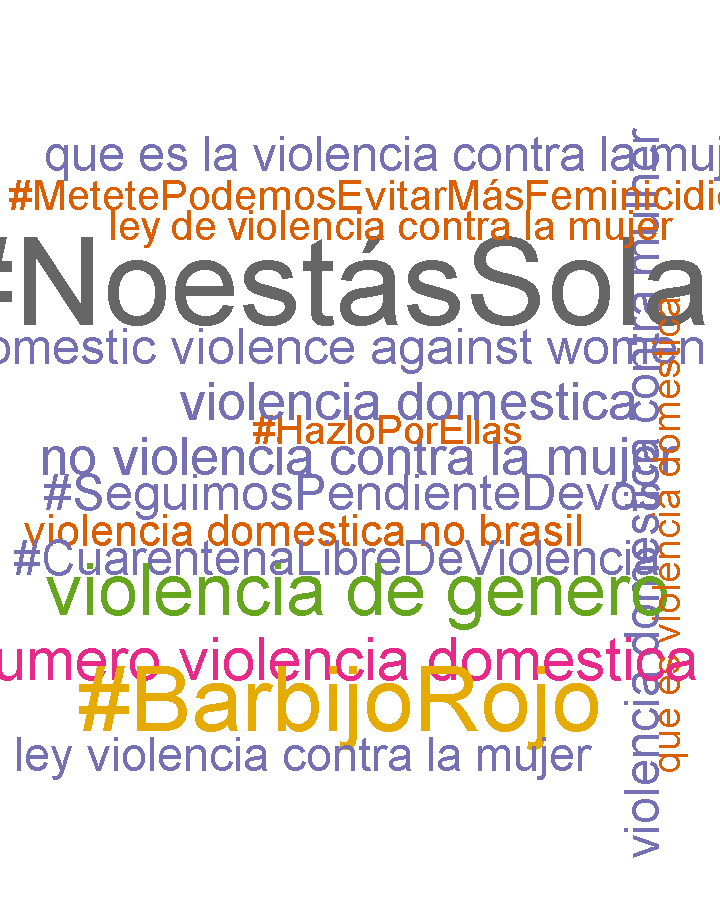 que es la violencia contra la muj
#MetetePodemosEvitarMásFeminicidi
ley de violencia contra la mujer
#NoestásSola
omestic violence against women
violencia domestica
#HazloPorEllas
no violencia contra la mujer
#SeguimosPendienteDevos
violencia domestica no brasil
#CuarentenaLibreDeViolencia
violencia de genero
umero violencia domestica
#BarbijoRojo
ley violencia contra la mujer
violencia domestica contra mulher
que es violencia domestica